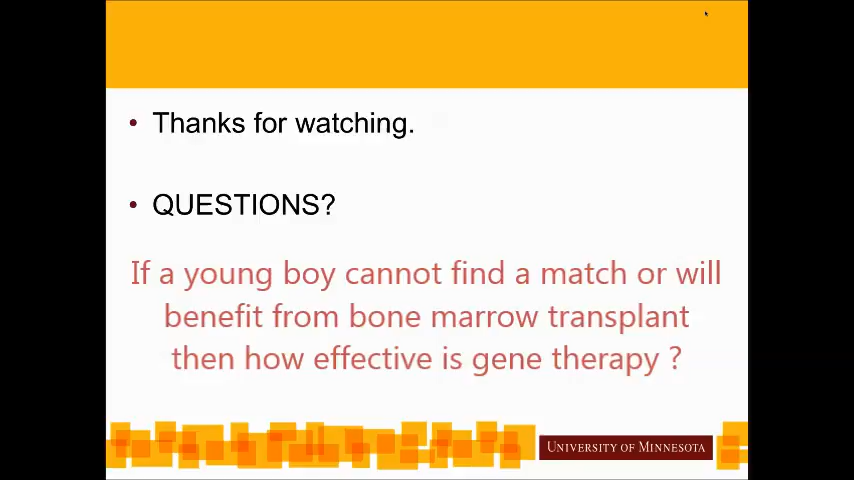 • Thanks for watching.
• QUESTIONS?
If a young boy cannot find a match or will
benefit from bone marrow transplant
then how effective is gene therapy ?
UNIVERSITY OF MINNESOTA